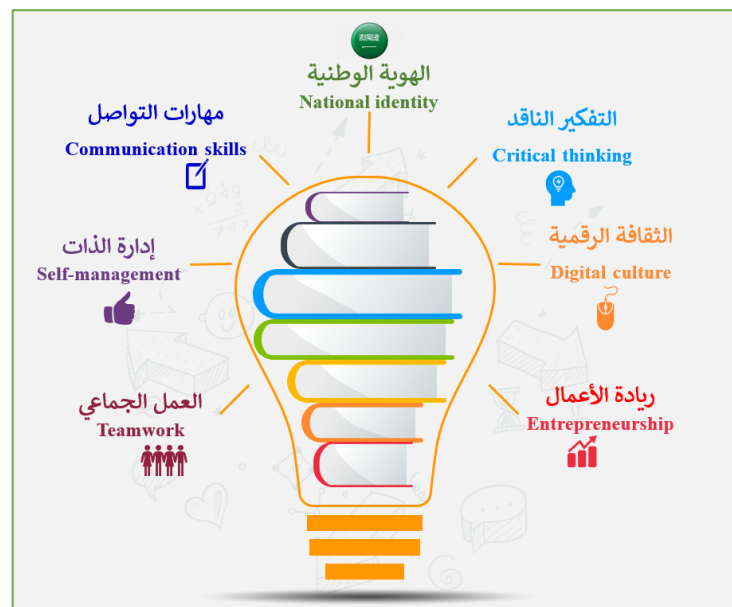 الهوية الوطنية
National identity
مهارات التواصل
Communication skills
التفكير الناقد
Critical thinking
إدارة الذات
Self-management
الثقافة الرقمية
Digital culture
العمل الجماعي
Teamwork
ريادة الأعمال
Entrepreneurship